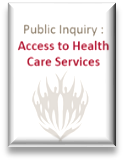 Public Inquiry :
Access to Health
Care Services